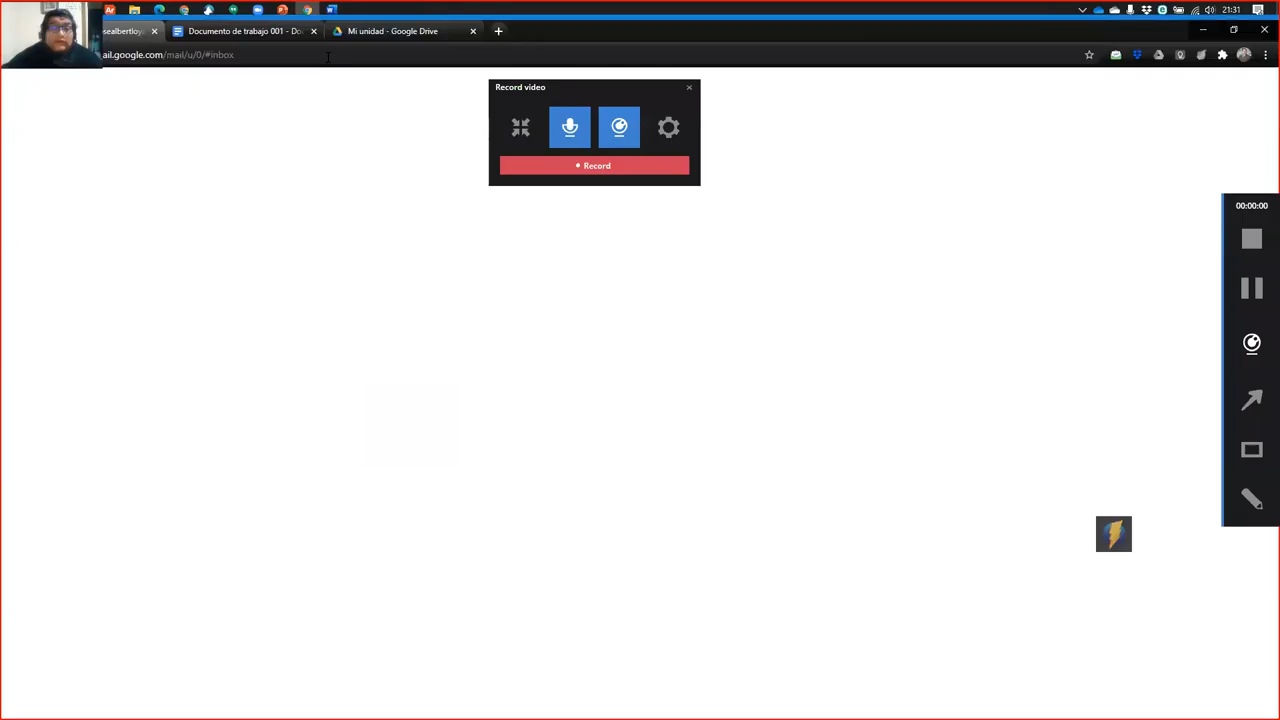 21:31
sealbertloy
Documento de trabajo 001 - Doc
Mi unidad - Google Drive
ail.google.com/mail/u/0/#inbox
Record video
Record
00:00:00